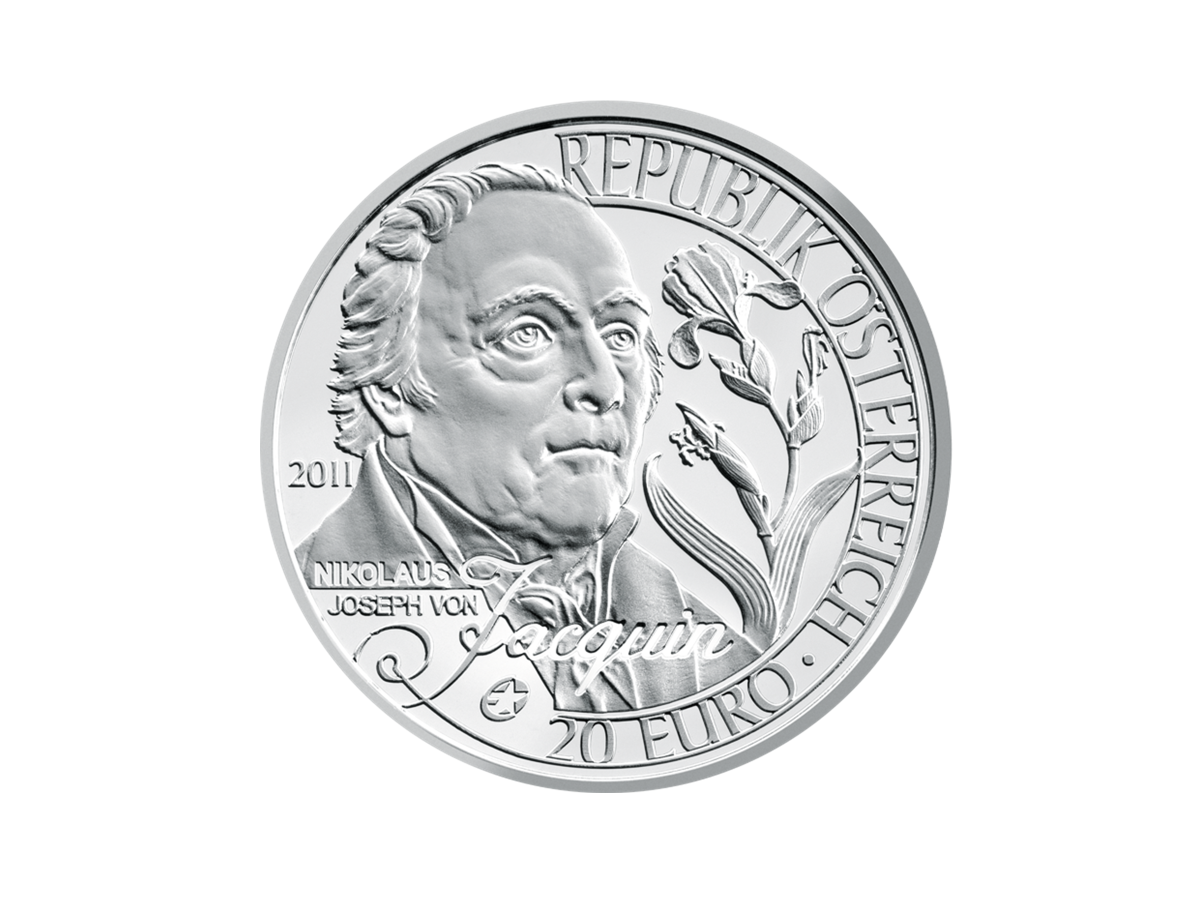 REPUBLIK ÖSTERREICH · 20 EURO
2011
NIKOLAUS
JOSEPH VON
Jacquin